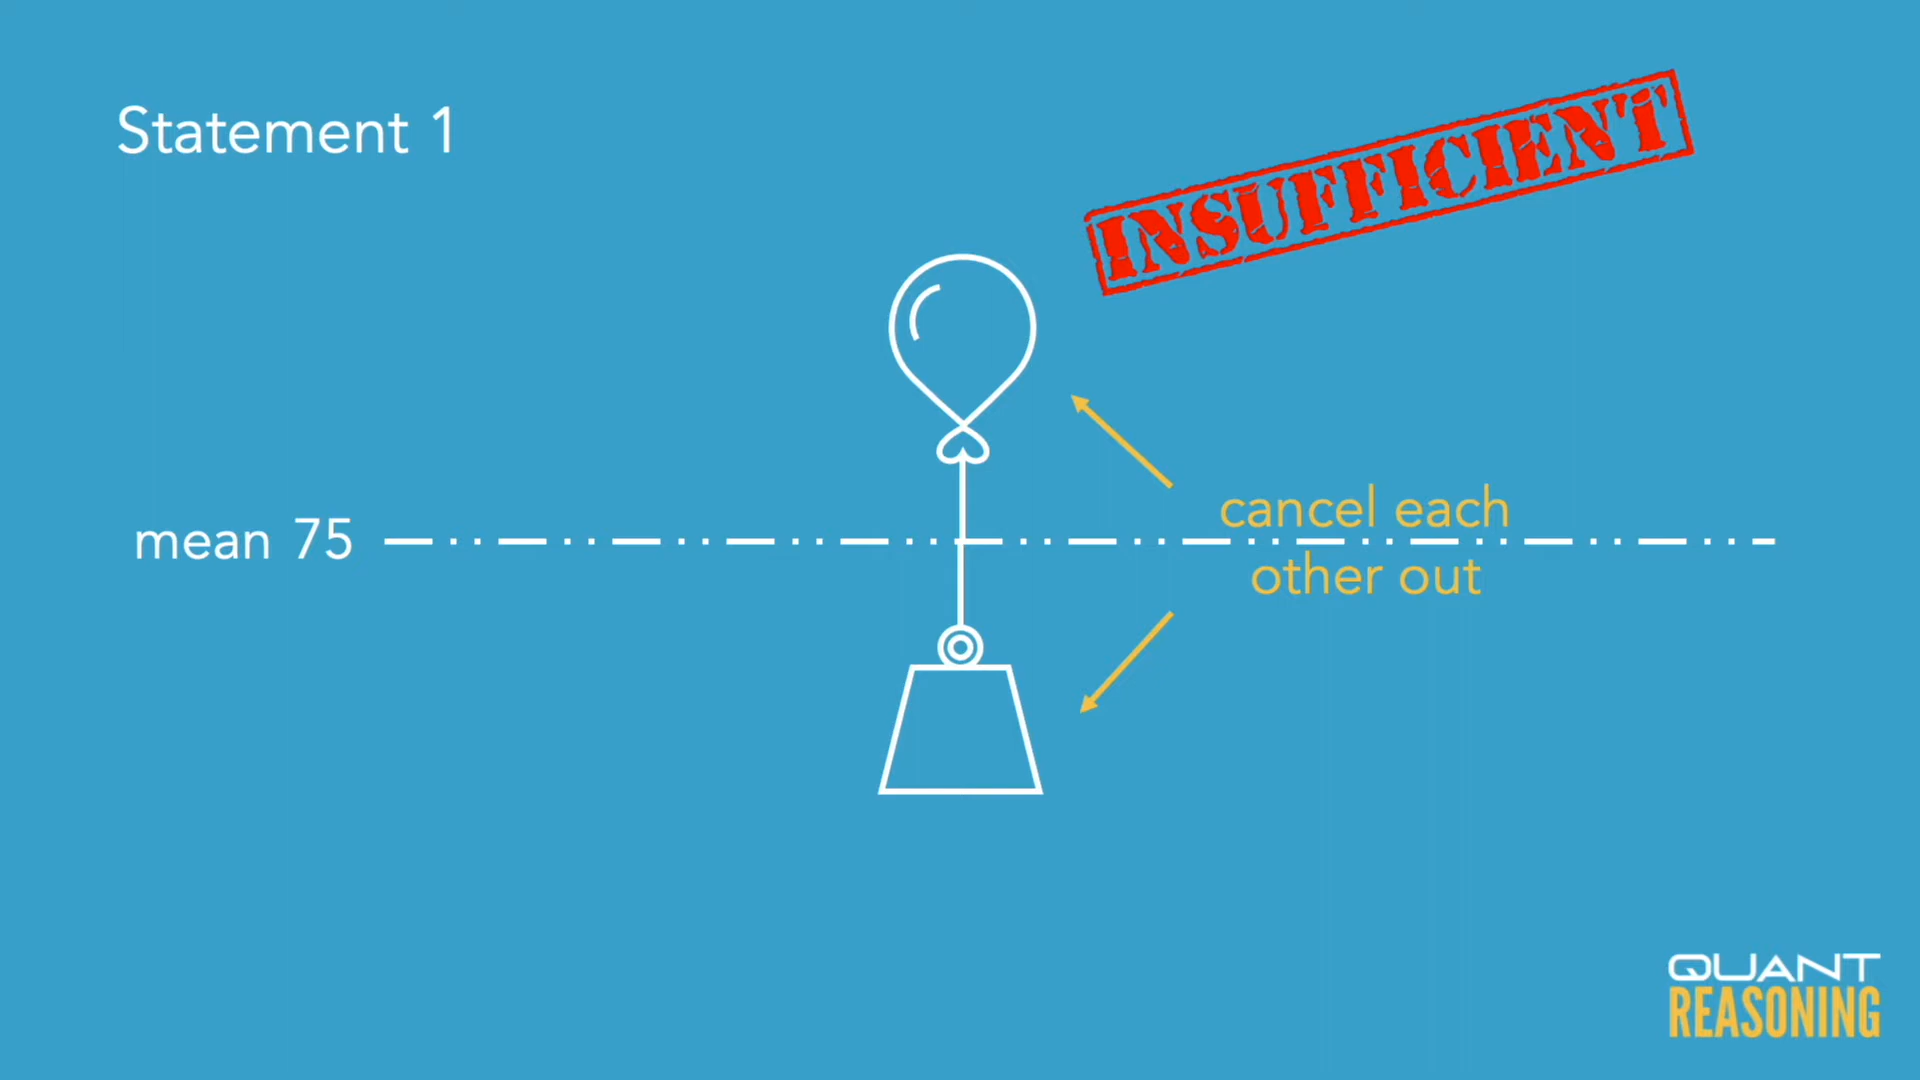 Statement 1
INSUFFICIENT
mean 75
cancel each
other out
QUANT
REASONING